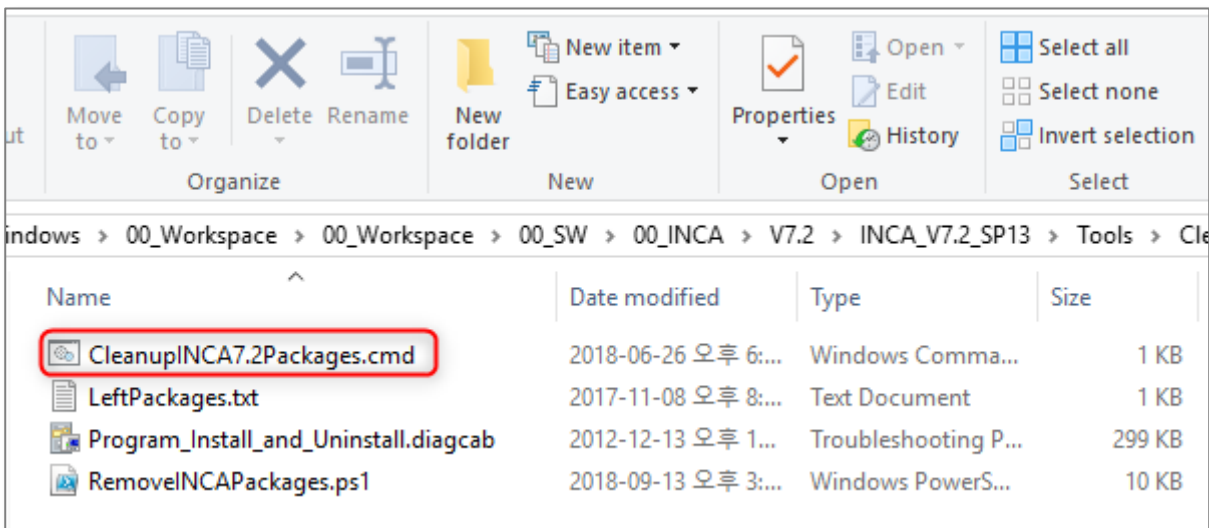 Move to
Copy to
Delete
Rename
New folder
New item
Easy access
Properties
Open
Edit
History
Select all
Select none
Invert selection
Organize
New
Open
Select
00_Workspace > 00_Workspace > 00_SW > 00_INCA > V7.2 > INCA_V7.2_SP13 > Tools >
Name Date modified Type Size
CleanupINCA7.2Packages.cmd 2018-06-26 오후 6:... Windows Comma... 1 KB
LeftPackages.txt 2017-11-08 오후 8:... Text Document 1 KB
Program_Install_and_Uninstall.diagcab 2012-12-13 오후 1... Troubleshooting P... 299 KB
RemoveINCAPackages.ps1 2018-09-13 오후 3:... Windows PowerS... 10 KB